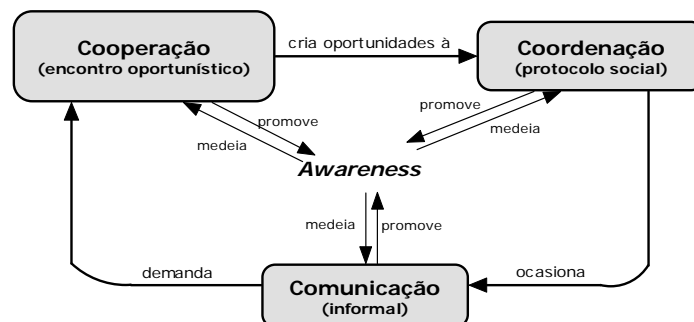 Cooperação
(encontro oportunístico)
cria oportunidades à
Coordenação
(protocolo social)
promove
medeia
promove
medeia
Awareness
medeia
promove
demanda
Comunicação
(informal)
ocasiona